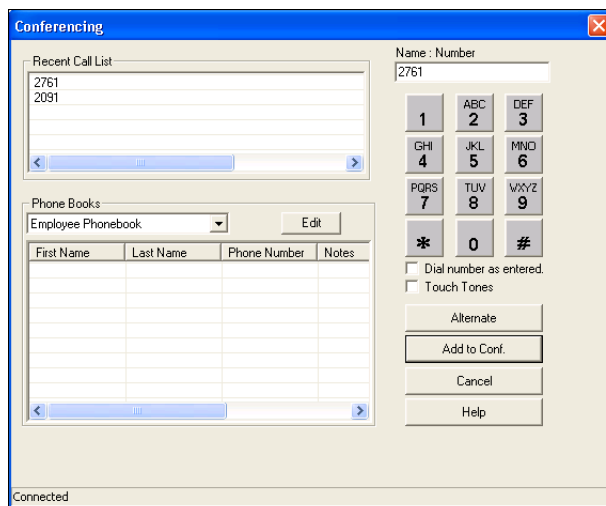 Conferencing
Recent Call List
2761
2091
Phone Books
Employee Phonebook
Edit
First Name Last Name Phone Number Notes
Name : Number
2761
1 ABC 2 DEF 3
GHI 4 JKL 5 MNO 6
PQRS 7 TUV 8 WXYZ 9
* 0 #
Dial number as entered.
Touch Tones
Alternate
Add to Conf.
Cancel
Help
Connected